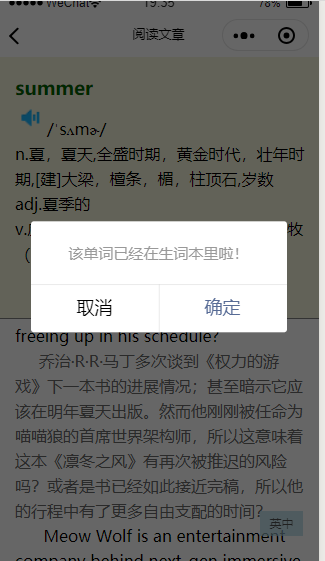 WeChat 19:35 78%
阅读文章
summer
/ˈsʌmɚ/
n.夏，夏天,全盛时期，黄金时代，壮年时
期,[建]大梁，檀条，楣，柱顶石,岁数
adj.夏季的
牧
该单词已经在生词本里啦！
取消 确定
freeing up in his schedule?
乔治·R·R·马丁多次谈到《权力的游
戏》下一本书的进展情况；甚至暗示它应
该在明年夏天出版。然而他刚刚被任命为
喵喵狼的首席世界架构师，所以这意味着
这本《凛冬之风》有再次被推迟的风险
吗？或者是书已经如此接近完稿，所以他
的行程中有了更多自由支配的时间？
英中
Meow Wolf is an entertainment
company behind next-gen immersive